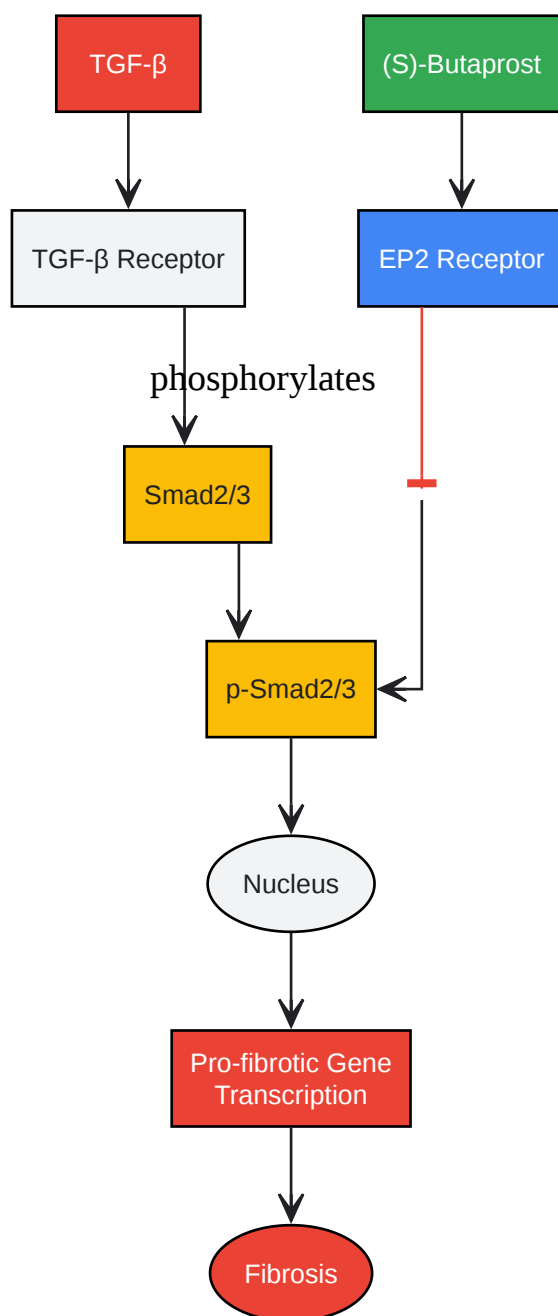 TGF-β
(S)-Butaprost
TGF-β Receptor
EP2 Receptor
phosphorylates
Smad2/3
p-Smad2/3
Nucleus
Pro-fibrotic Gene
Transcription
Fibrosis